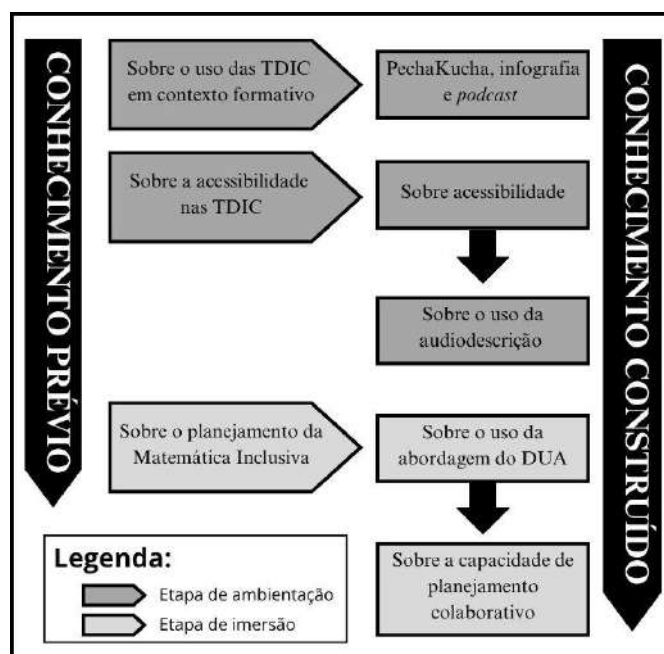 CONHECIMENTO PRÉVIO
Sobre o uso das TDIC
em contexto formativo
PechaKucha, infografia
e podcast
Sobre a acessibilidade
nas TDIC
Sobre acessibilidade
Sobre o uso da
audiodescrição
Sobre o planejamento da
Matemática Inclusiva
Sobre o uso da
abordagem do DUA
Sobre a capacidade de
planejamento
colaborativo
CONHECIMENTO CONSTRUÍDO
Legenda:
Etapa de ambientação
Etapa de imersão